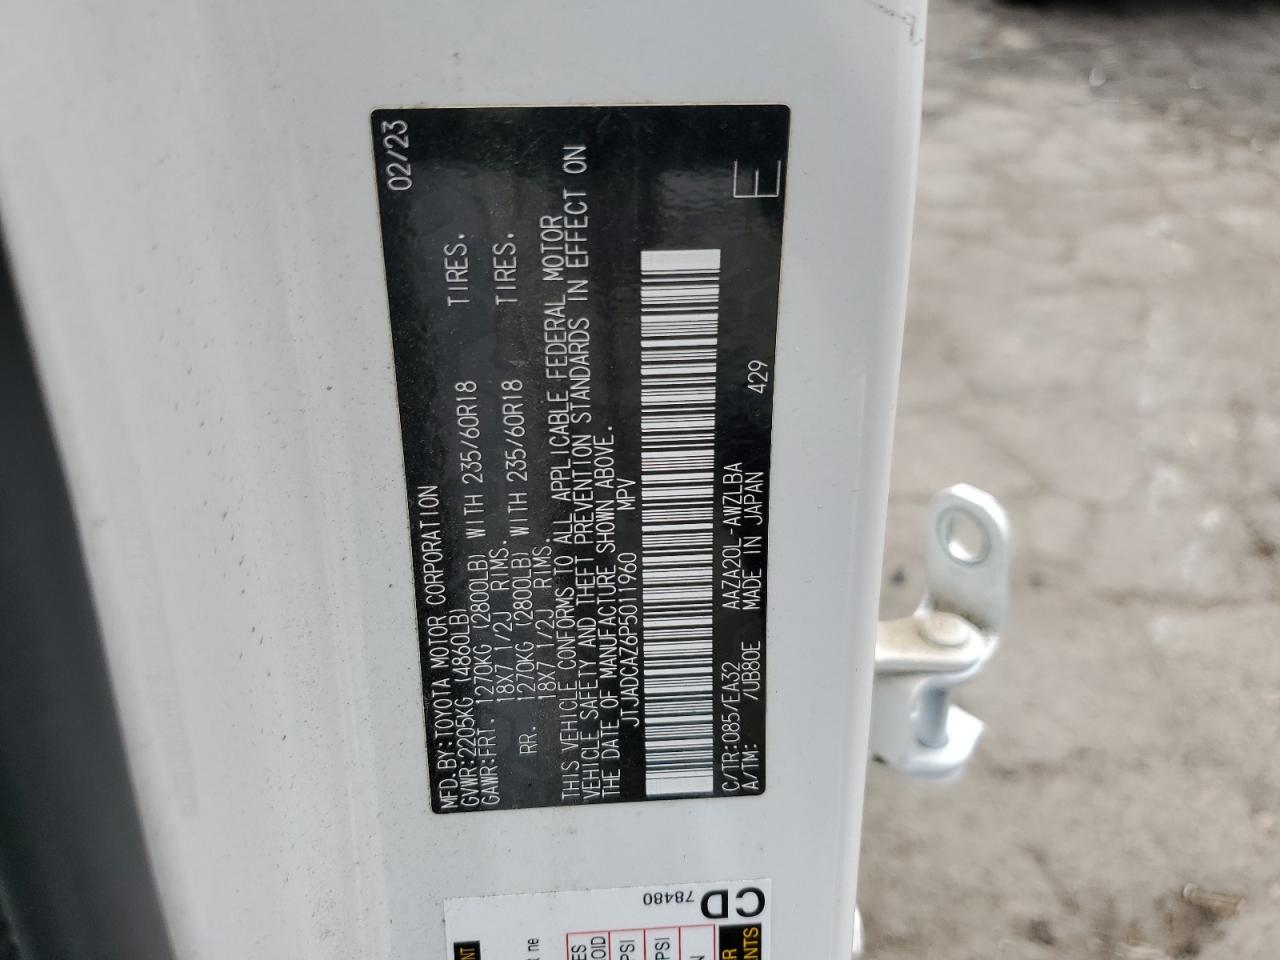 MFD. BY: TOYOTA MOTOR CORPORATION 02/23
GVWR: 2205KG (4860LB)
GAWR: FRT. 1270KG (2800LB) WITH 235/60R18 TIRES.
18X7 1/2J RIMS.
RR. 1270KG (2800LB) WITH 235/60R18 TIRES.
18X7 1/2J RIMS.
THIS VEHICLE CONFORMS TO ALL APPLICABLE FEDERAL MOTOR
VEHICLE SAFETY AND THEFT PREVENTION STANDARDS IN EFFECT ON
THE DATE OF MANUFACTURE SHOWN ABOVE.
JTJADCAZ6P5011960 MPV
C/TR: 085/EA32 AAZA20L-AWZLBA
A/TM: /UB80E MADE IN JAPAN 429
E
CD
78480
PSI
PSI
NTS